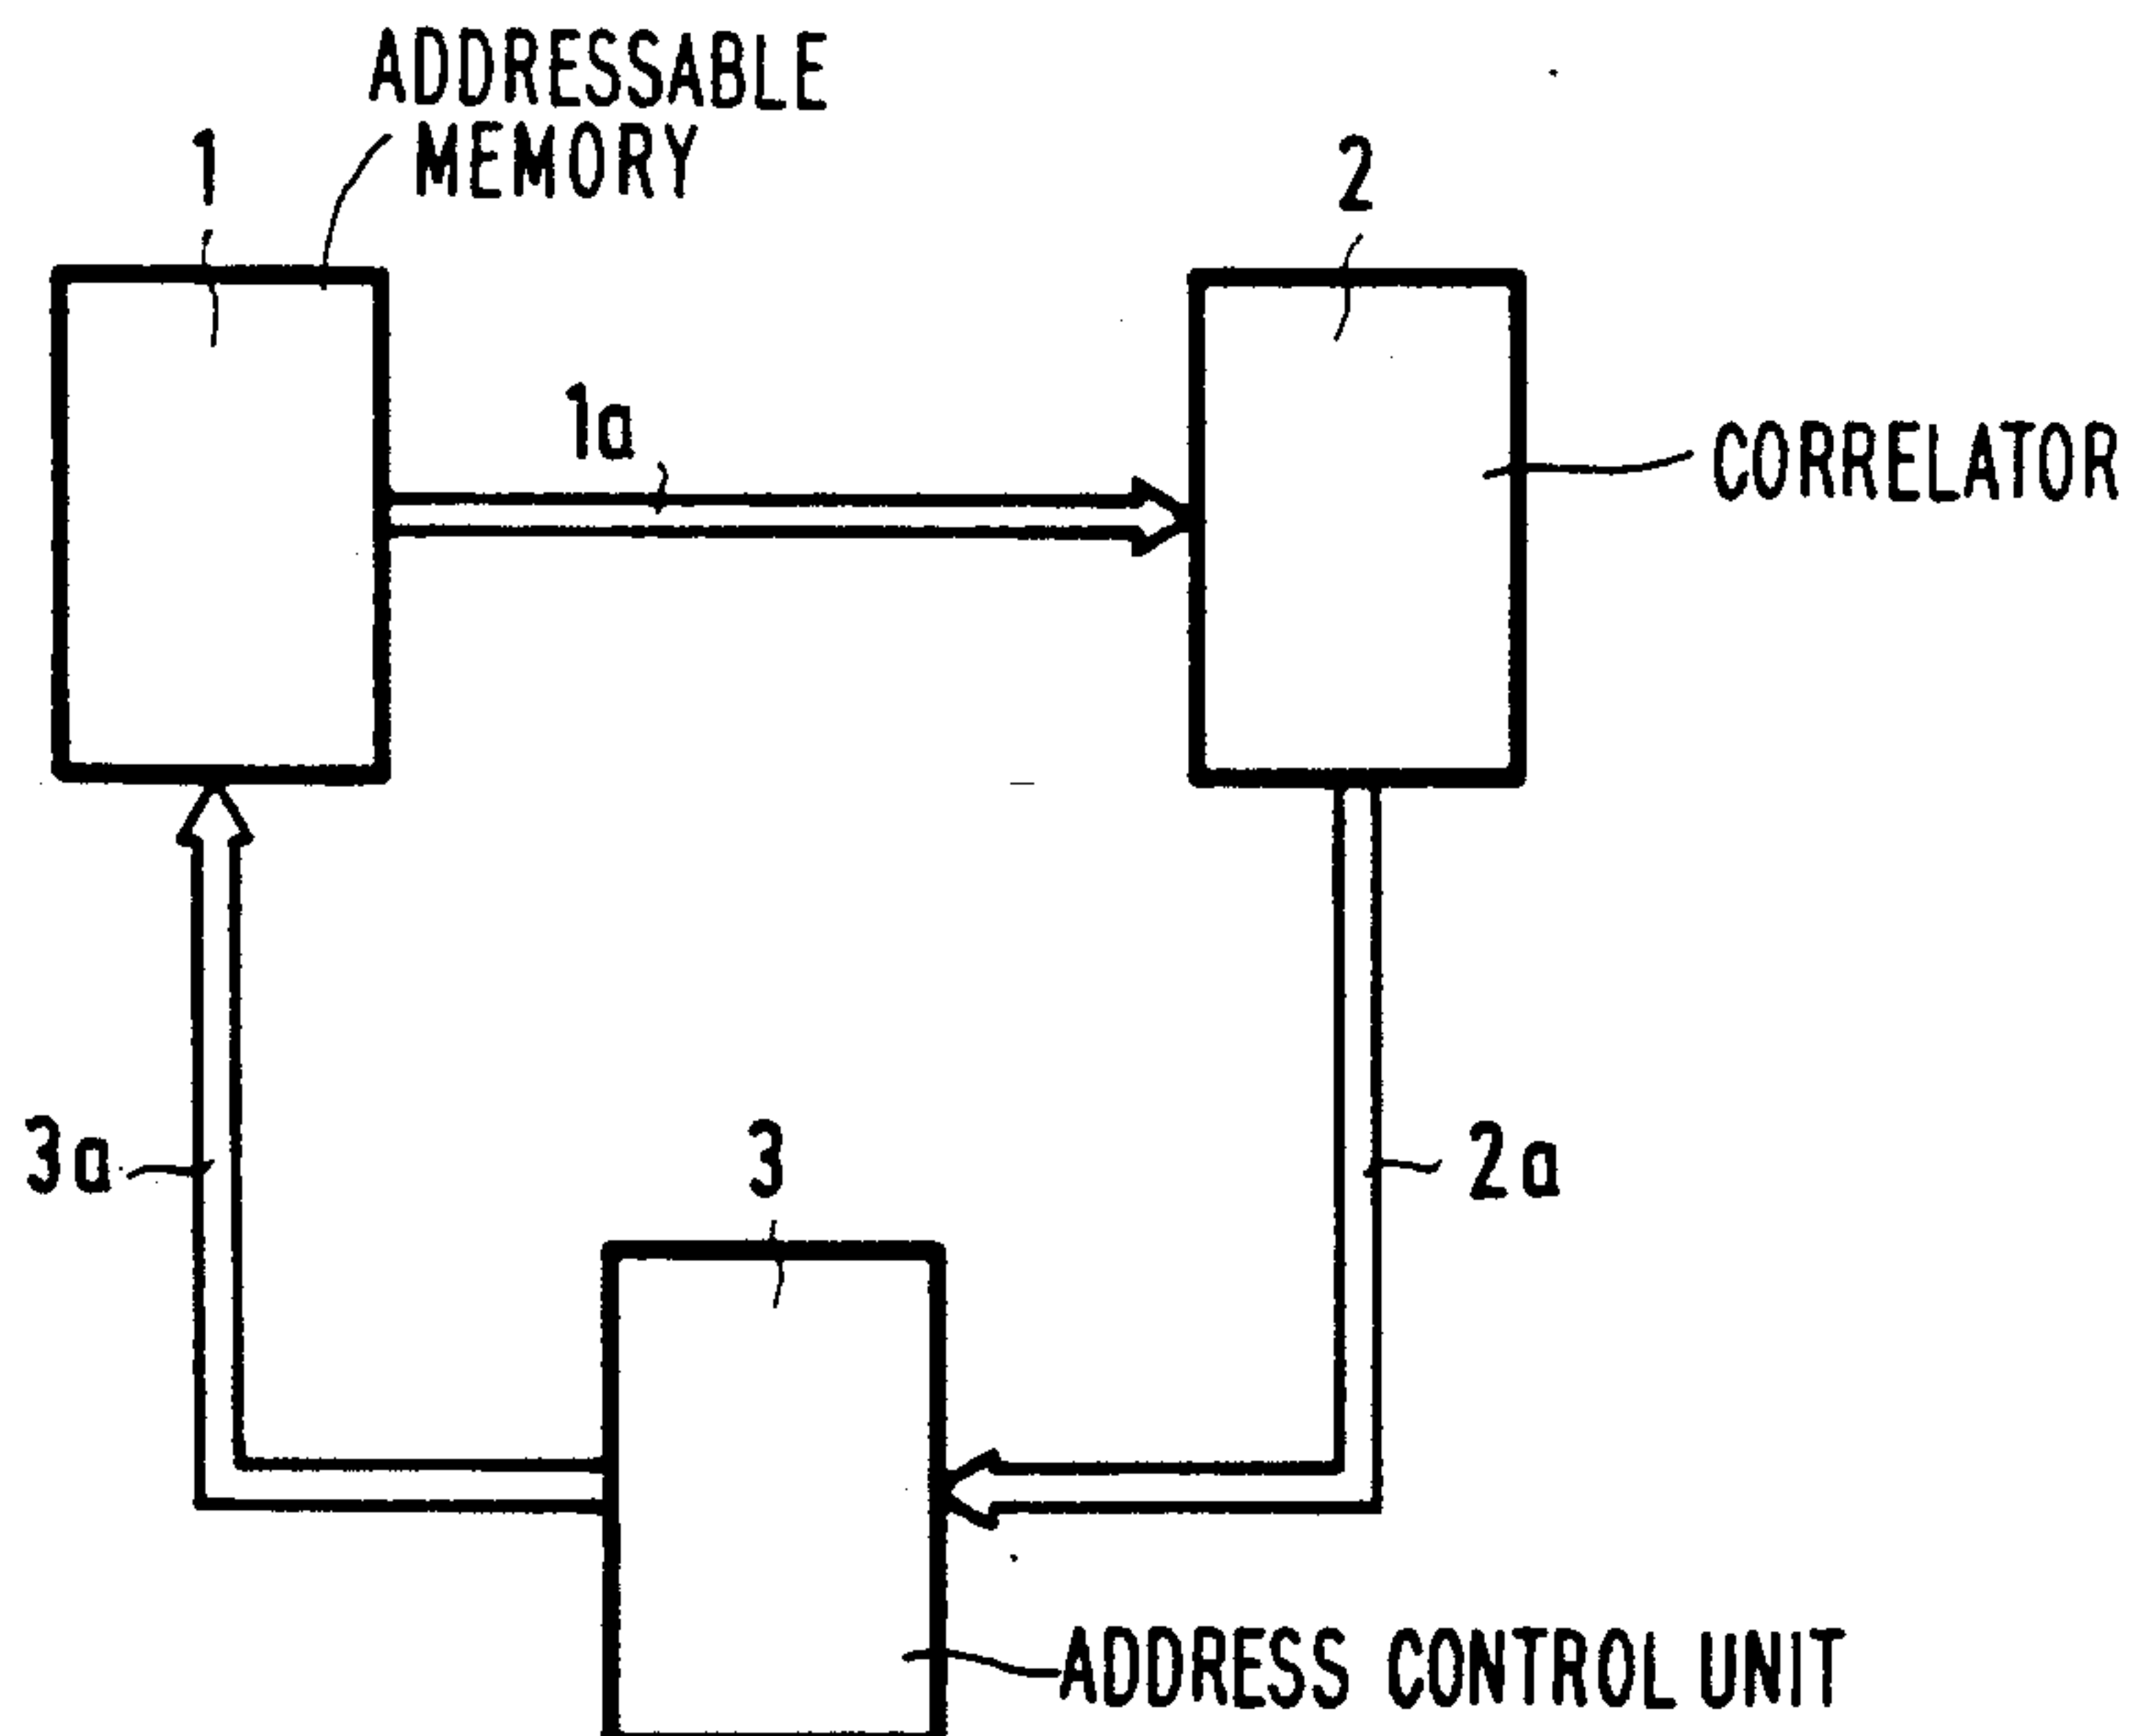 ADDRESSABLE
MEMORY
1
2
1a
CORRELATOR
3a
3
2a
ADDRESS CONTROL UNIT